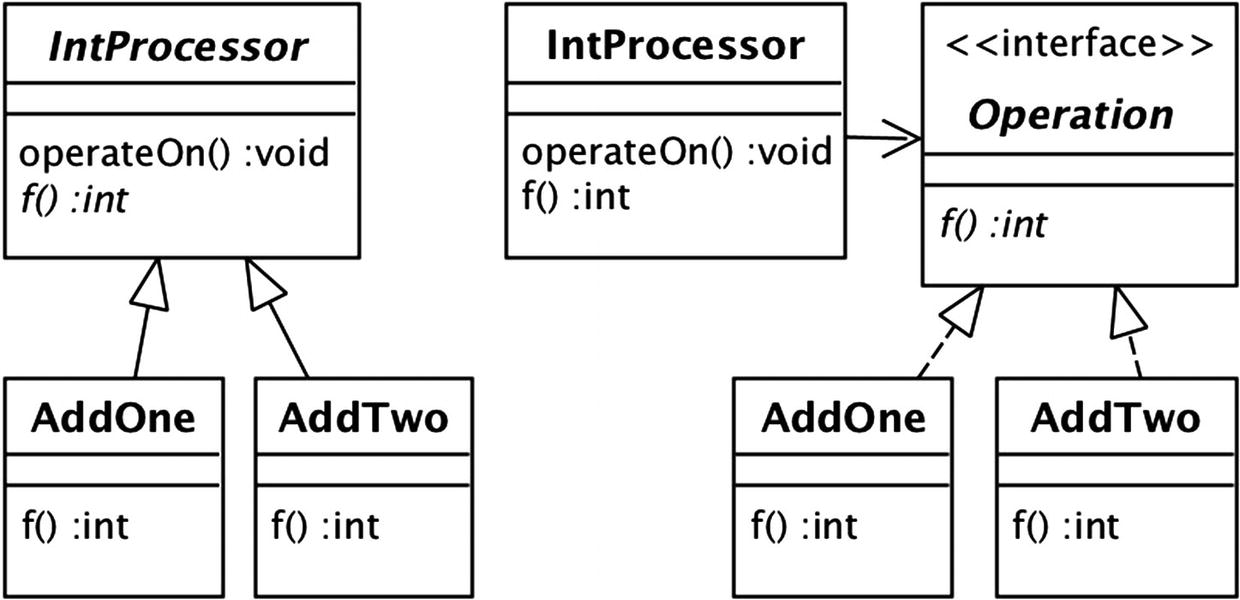 IntProcessor
operateOn() :void
f() :int
AddOne
f() :int
AddTwo
f() :int
IntProcessor
operateOn() :void
f() :int
<<interface>>
Operation
f() :int
AddOne
f() :int
AddTwo
f() :int